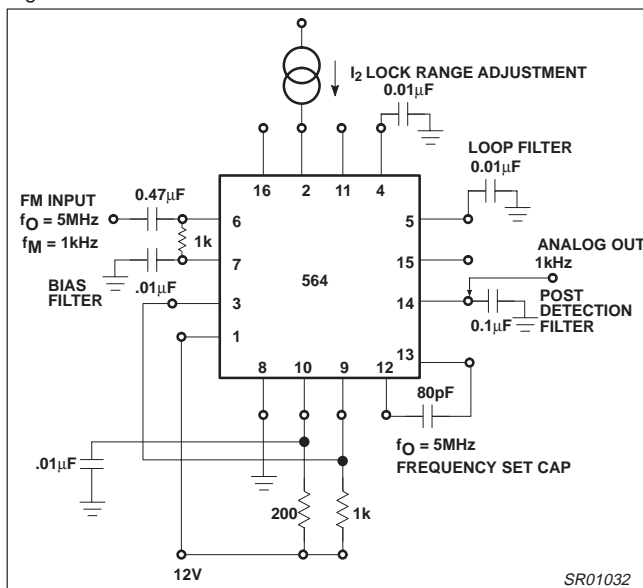 I2 LOCK RANGE ADJUSTMENT
0.01µF
16
2
11
4
LOOP FILTER
0.01µF
FM INPUT
fO = 5MHz
fM = 1kHz
0.47µF
6
1k
7
BIAS
FILTER
.01µF
3
1
564
5
15
14
13
ANALOG OUT
1kHz
POST
DETECTION
FILTER
0.1µF
8
10
9
12
80pF
fO = 5MHz
FREQUENCY SET CAP
.01µF
200
1k
12V
SR01032